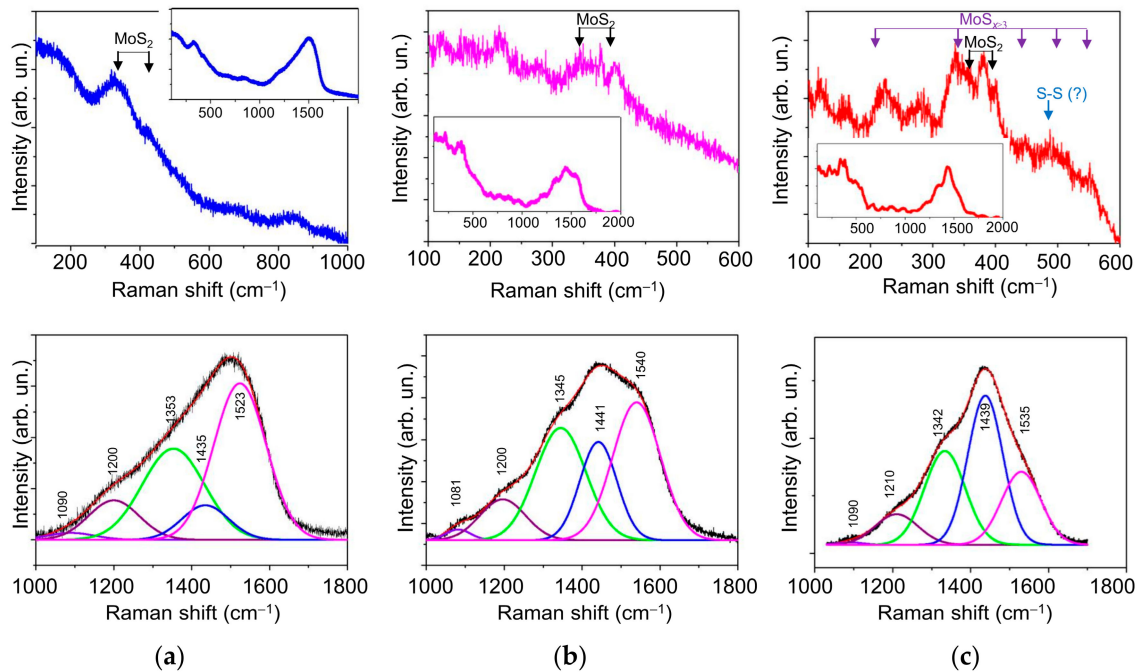 MoS2
Intensity (arb. un.)
500 1000 1500
200 400 600 800 1000
Raman shift (cm−1)
MoS2
Intensity (arb. un.)
500 1000 1500 2000
100 200 300 400 500 600
Raman shift (cm−1)
MoSx≥3
MoS2
S-S (?)
Intensity (arb. un.)
500 1000 1500 2000
100 200 300 400 500 600
Raman shift (cm−1)
Intensity (arb. un.)
1090
1200
1353
1435
1523
1000 1200 1400 1600 1800
Raman shift (cm−1)
Intensity (arb. un.)
1081
1200
1345
1441
1540
1000 1200 1400 1600 1800
Raman shift (cm−1)
Intensity (arb. un.)
1090
1210
1342
1439
1535
1000 1200 1400 1600 1800
Raman shift (cm−1)
(a) (b) (c)